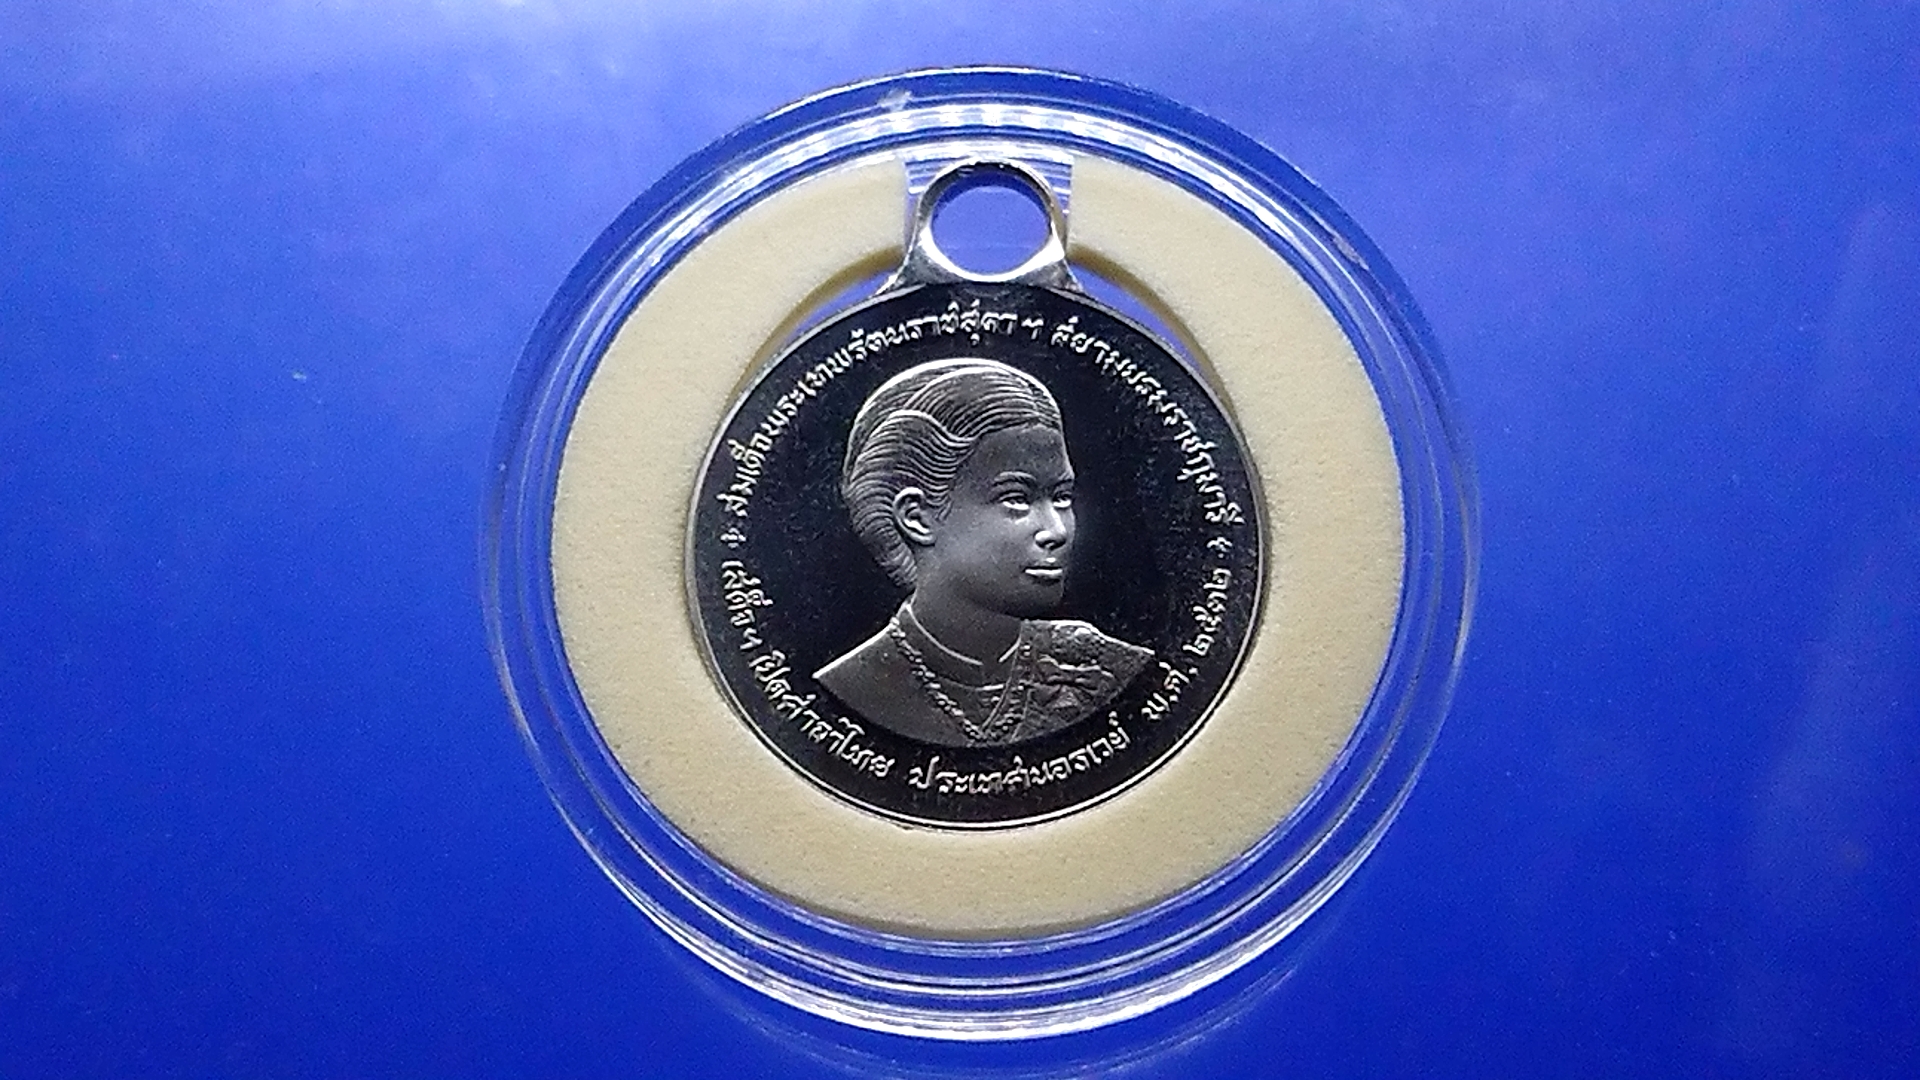 สมเด็จพระเทพรัตนราชสุดา ฯ สยามบรมราชกุมารี
เสด็จฯ เปิดศาลาไทย ประเทศนอรเวย์ พ.ศ. ๒๕๓๒